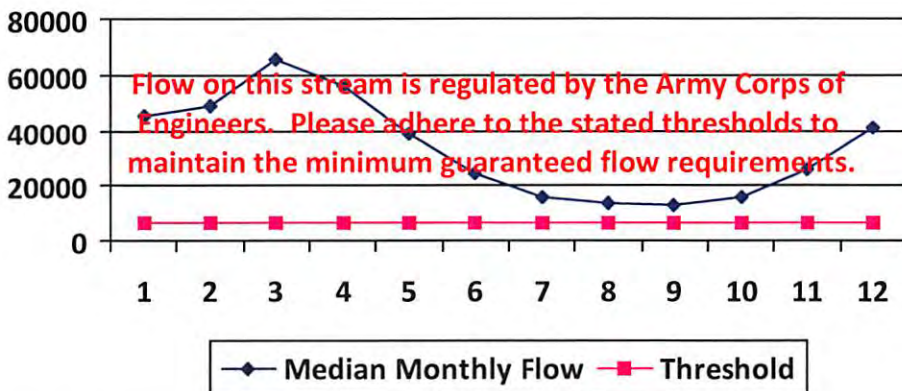 80000
60000
40000
20000
0
Flow on this stream is regulated by the Army Corps of
Engineers. Please adhere to the stated thresholds to
maintain the minimum guaranteed flow requirements.
1 2 3 4 5 6 7 8 9 10 11 12
Median Monthly Flow Threshold